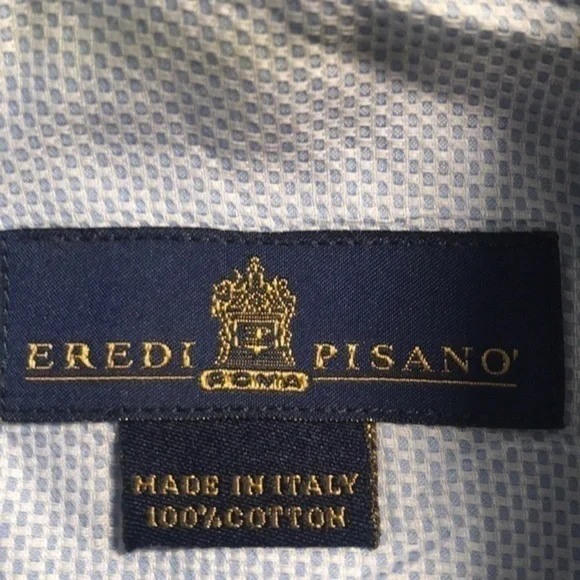 EREDI PISANO'
ROMA
MADE IN ITALY
100%COTTON